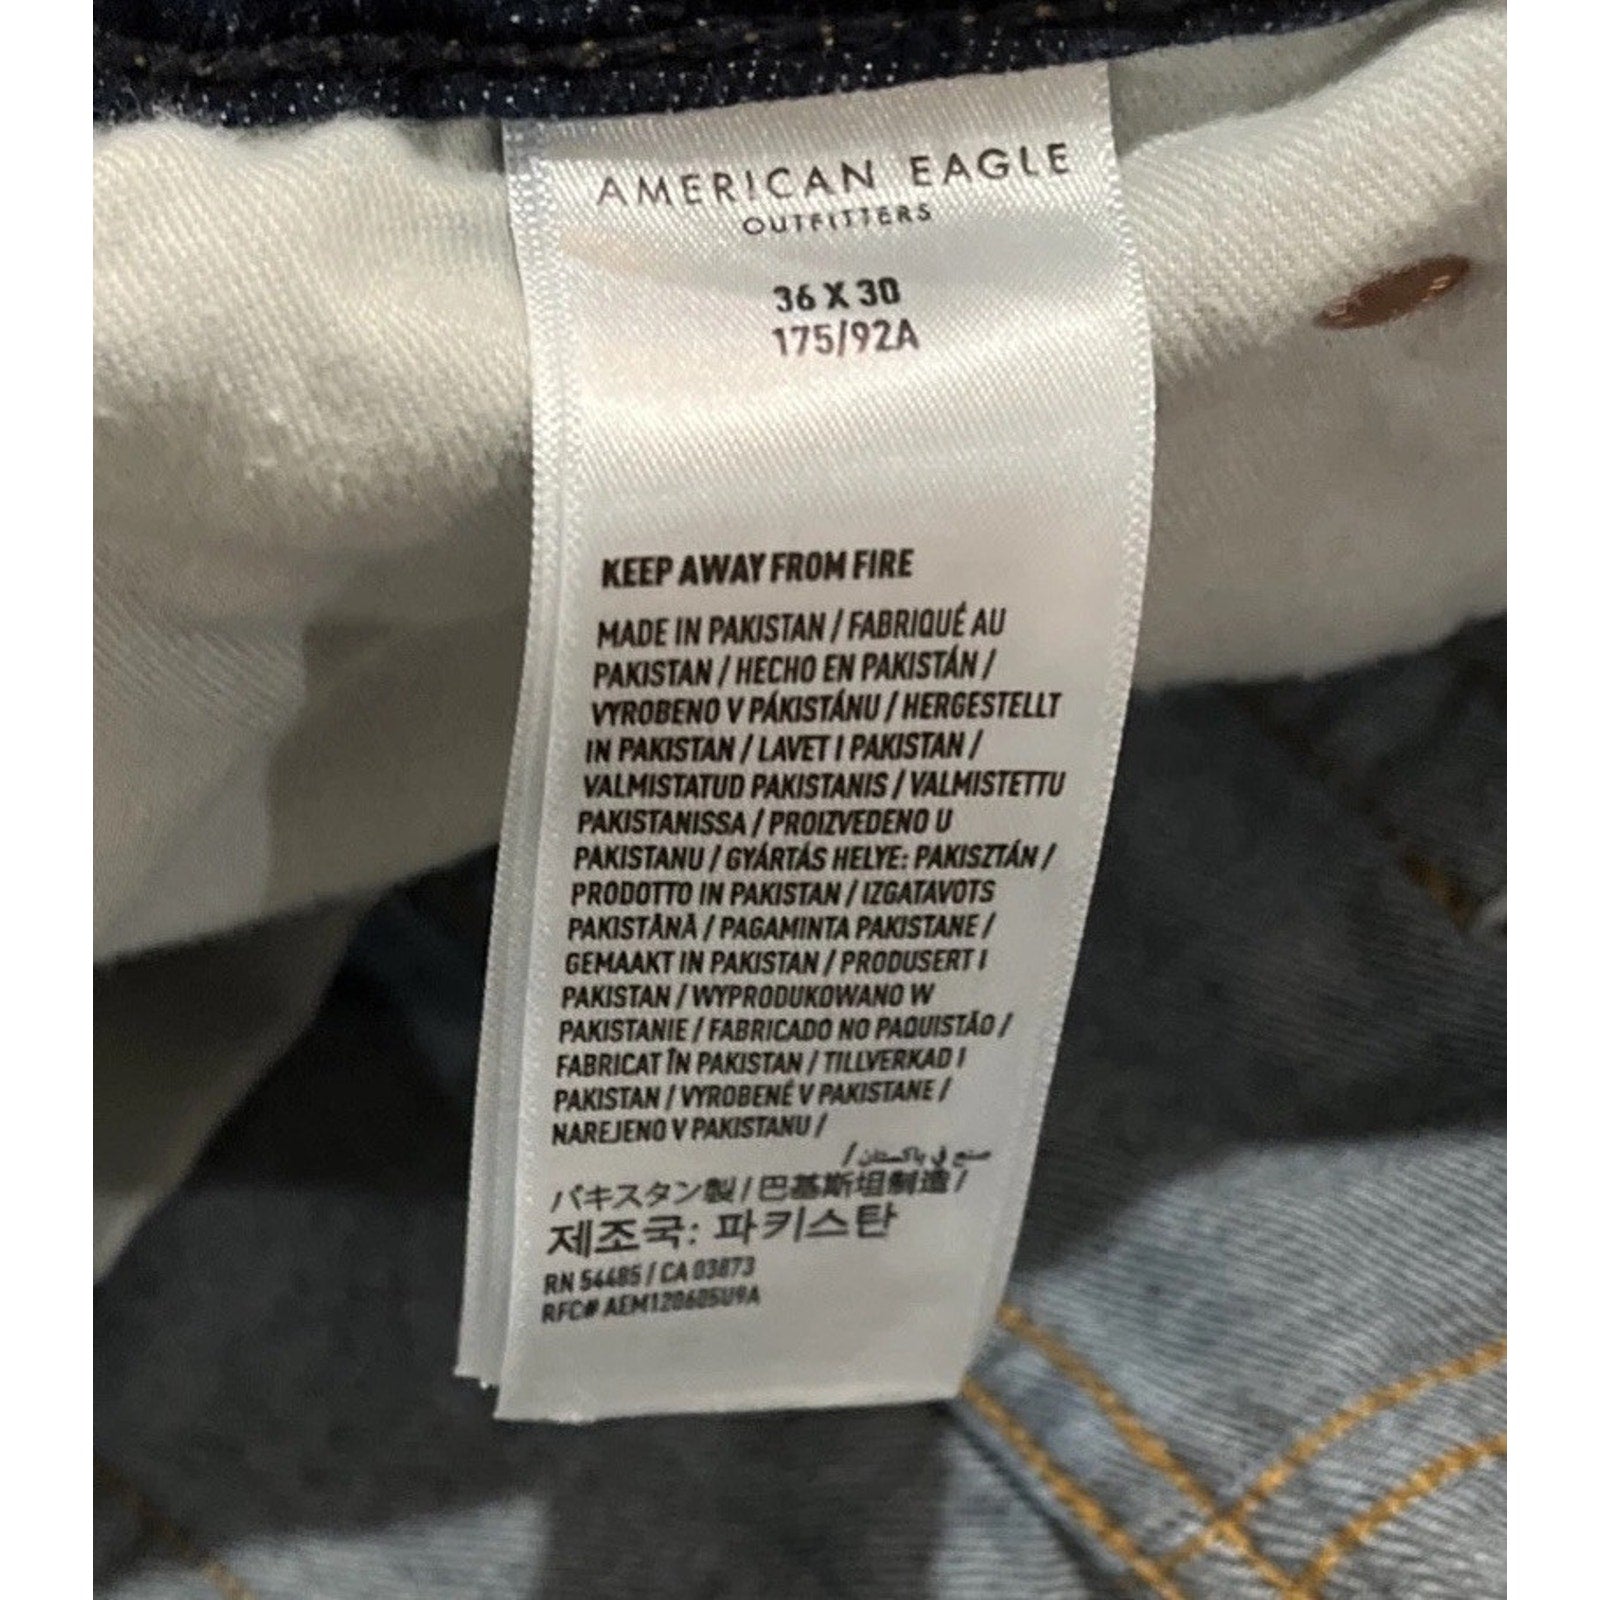 AMERICAN EAGLE
OUTFITTERS
36 X 30
175/92A
KEEP AWAY FROM FIRE
MADE IN PAKISTAN / FABRIQUÉ AU
PAKISTAN / HECHO EN PAKISTÁN /
VYROBENO V PÁKISTÁNU / HERGESTELLT
IN PAKISTAN / LAVET I PAKISTAN /
VALMISTATUD PAKISTANIS / VALMISTETTU
PAKISTANISSA / PROIZVEDENO U
PAKISTANU / GYÁRTÁS HELYE: PAKISZTÁN /
PRODOTTO IN PAKISTAN / IZGATAVOTS
PAKISTĀNĀ / PAGAMINTA PAKISTANE /
GEMAAKT IN PAKISTAN / PRODUSERT I
PAKISTAN / WYPRODUKOWANO W
PAKISTANIE / FABRICADO NO PAQUISTÃO /
FABRICAT ÎN PAKISTAN / TILLVERKAD I
PAKISTAN / VYROBENÉ V PAKISTANE /
NAREJENO V PAKISTANU /
صنع في باكستان /
パキスタン製 / 巴基斯坦制造 /
제조국: 파키스탄
RN 54485 / CA 03873
RFC# AEM120605U9A